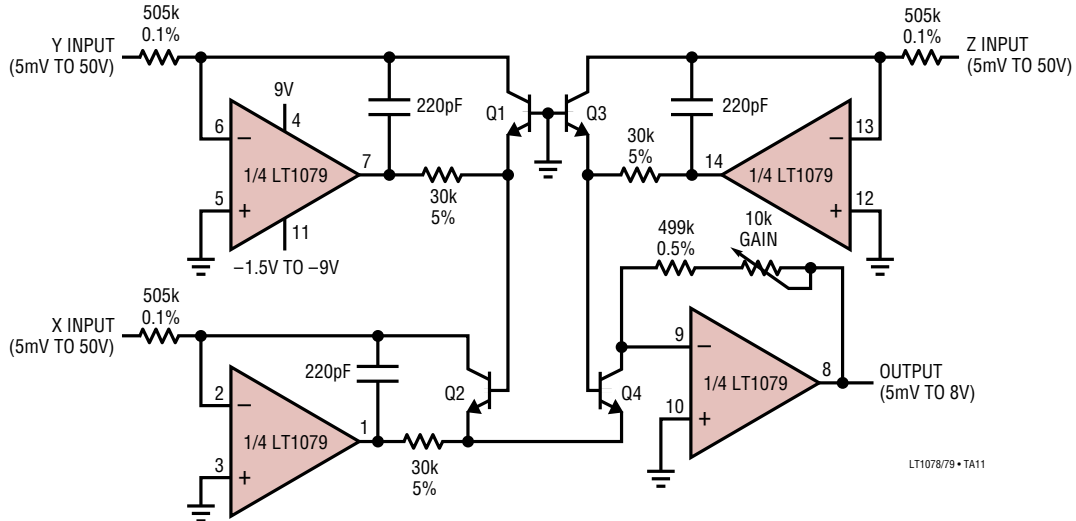 505k
0.1%
Y INPUT
(5mV TO 50V)
505k
0.1%
Z INPUT
(5mV TO 50V)
9V
4
220pF
Q1
Q3
220pF
6
–
1/4 LT1079
7
5
+
30k
5%
11
–1.5V TO –9V
30k
5%
14
13
–
1/4 LT1079
12
+
499k
0.5%
10k
GAIN
505k
0.1%
X INPUT
(5mV TO 50V)
220pF
Q2
Q4
2
–
1/4 LT1079
1
3
+
30k
5%
9
–
1/4 LT1079
8
10
+
OUTPUT
(5mV TO 8V)
LT1078/79 • TA11